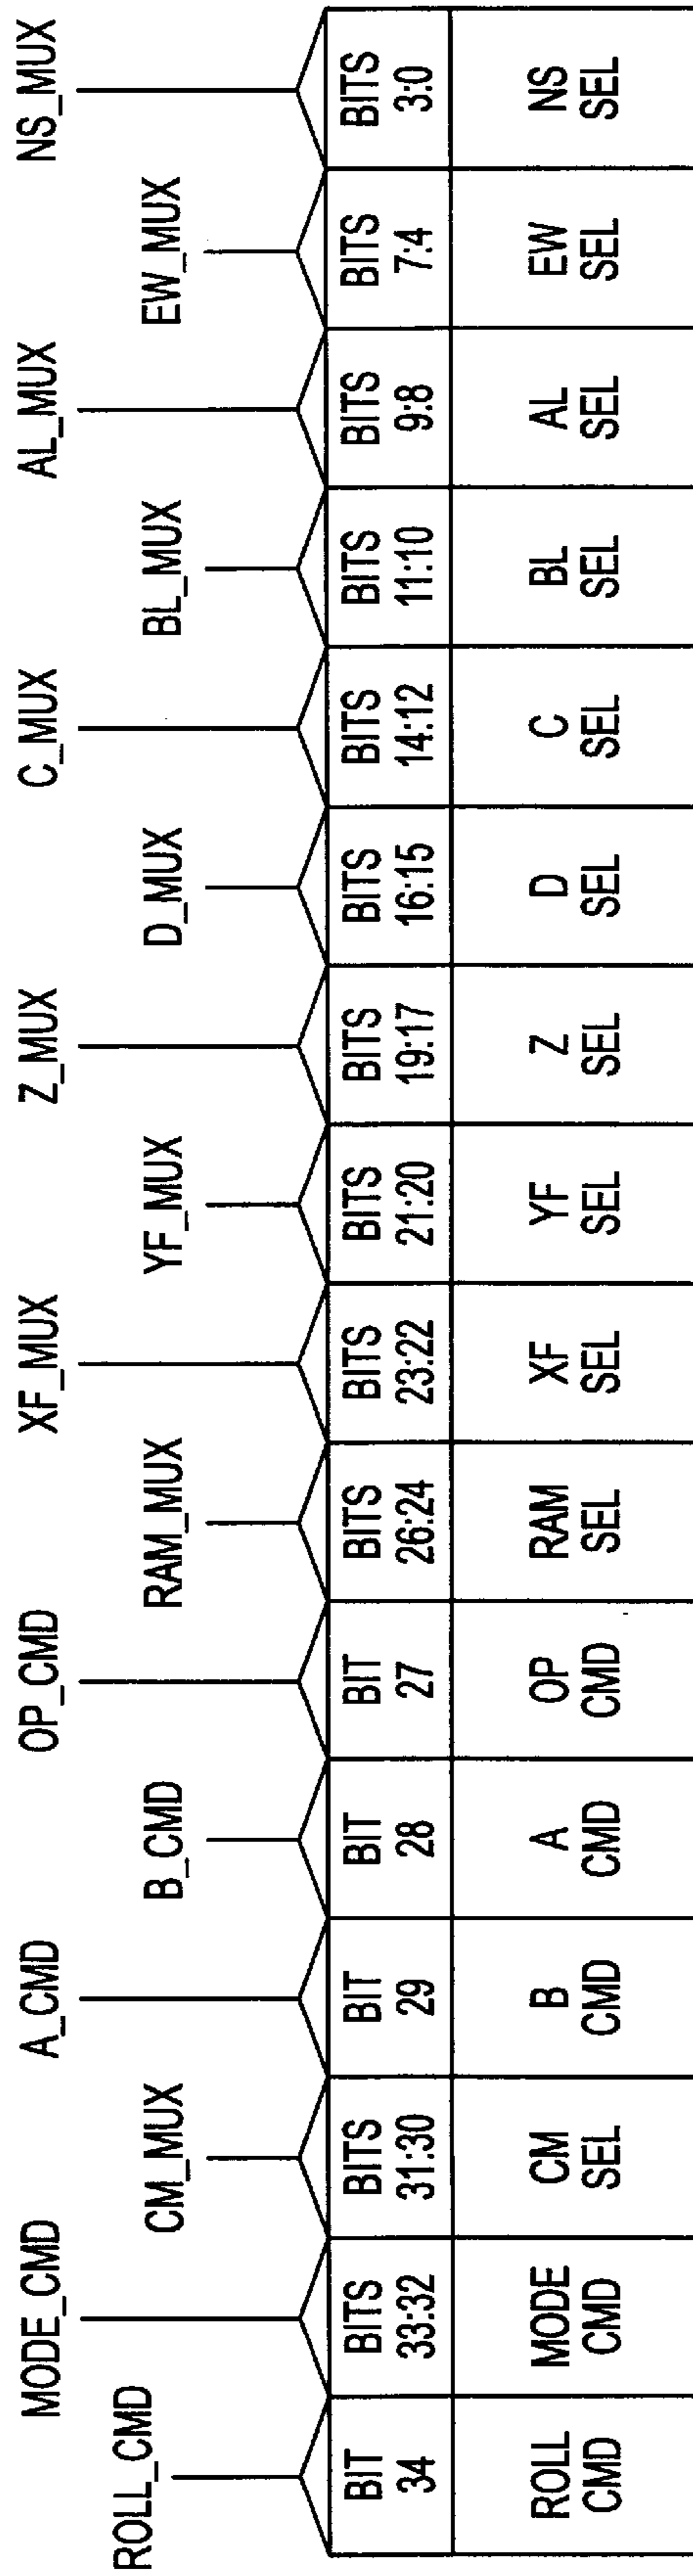 ROLL_CMD
MODE_CMD
CM_MUX
A_CMD
B_CMD
OP_CMD
RAM_MUX
XF_MUX
YF_MUX
Z_MUX
D_MUX
C_MUX
BL_MUX
AL_MUX
EW_MUX
NS_MUX
BIT
34
BITS
33:32
BITS
31:30
BIT
29
BIT
28
BIT
27
BITS
26:24
BITS
23:22
BITS
21:20
BITS
19:17
BITS
16:15
BITS
14:12
BITS
11:10
BITS
9:8
BITS
7:4
BITS
3:0
ROLL
CMD
MODE
CMD
CM
SEL
B
CMD
A
CMD
OP
CMD
RAM
SEL
XF
SEL
YF
SEL
Z
SEL
D
SEL
C
SEL
BL
SEL
AL
SEL
EW
SEL
NS
SEL